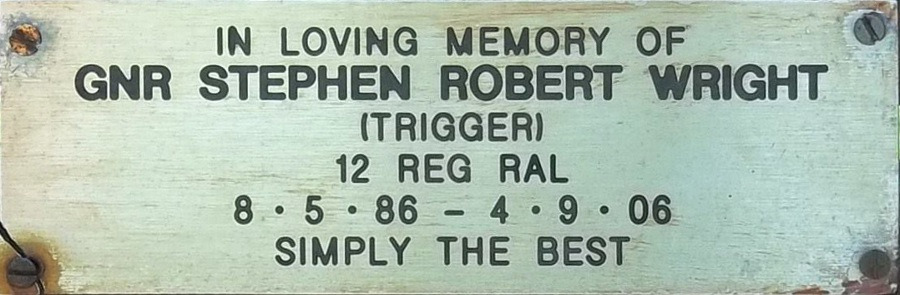 IN LOVING MEMORY OF
GNR STEPHEN ROBERT WRIGHT
(TRIGGER)
12 REG RAL
8 · 5 · 86 – 4 · 9 · 06
SIMPLY THE BEST